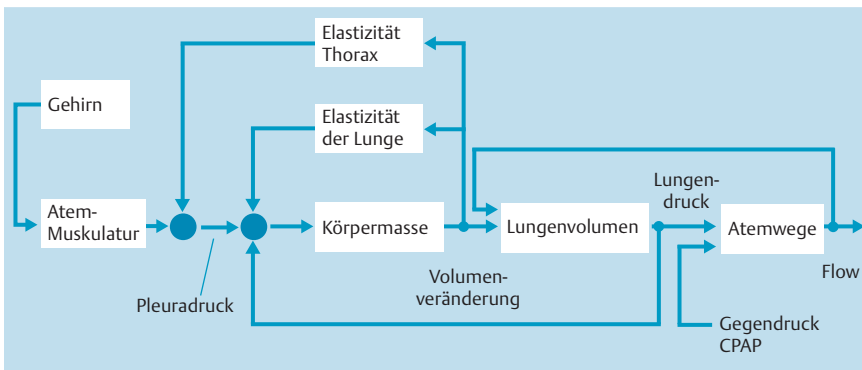 Elastizität
Thorax
Gehirn
Elastizität
der Lunge
Atem-
Muskulatur
Körpermasse
Lungenvolumen
Lungen-
druck
Atemwege
Pleuradruck
Volumen-
veränderung
Flow
Gegendruck
CPAP